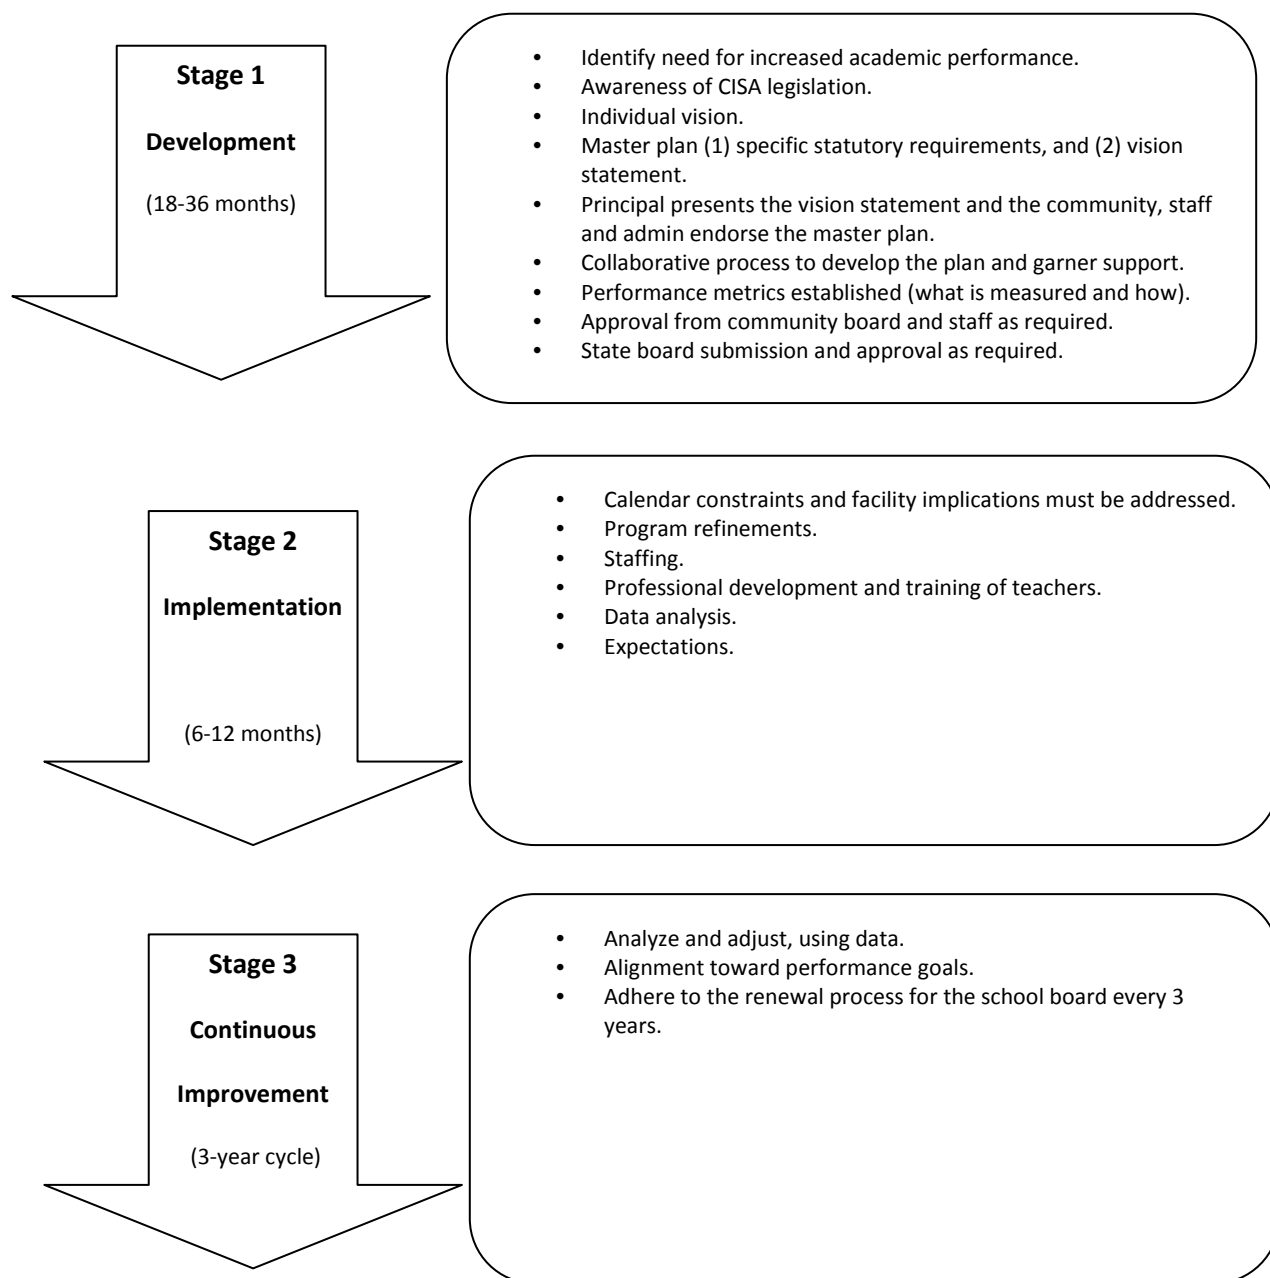 Stage 1
Development
(18-36 months)
• Identify need for increased academic performance.
• Awareness of CISA legislation.
• Individual vision.
• Master plan (1) specific statutory requirements, and (2) vision
statement.
• Principal presents the vision statement and the community, staff
and admin endorse the master plan.
• Collaborative process to develop the plan and garner support.
• Performance metrics established (what is measured and how).
• Approval from community board and staff as required.
• State board submission and approval as required.
Stage 2
Implementation
(6-12 months)
• Calendar constraints and facility implications must be addressed.
• Program refinements.
• Staffing.
• Professional development and training of teachers.
• Data analysis.
• Expectations.
Stage 3
Continuous
Improvement
(3-year cycle)
• Analyze and adjust, using data.
• Alignment toward performance goals.
• Adhere to the renewal process for the school board every 3
years.